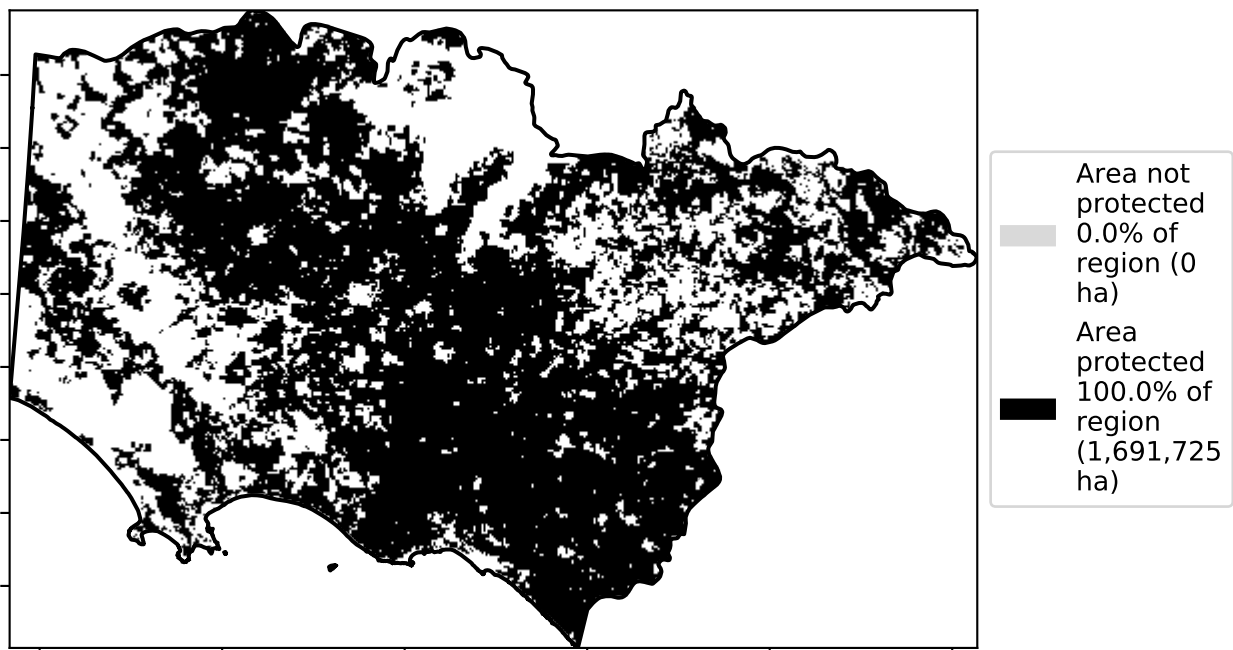 Area not
protected
0.0% of
region (0
ha)
Area
protected
100.0% of
region
(1,691,725
ha)